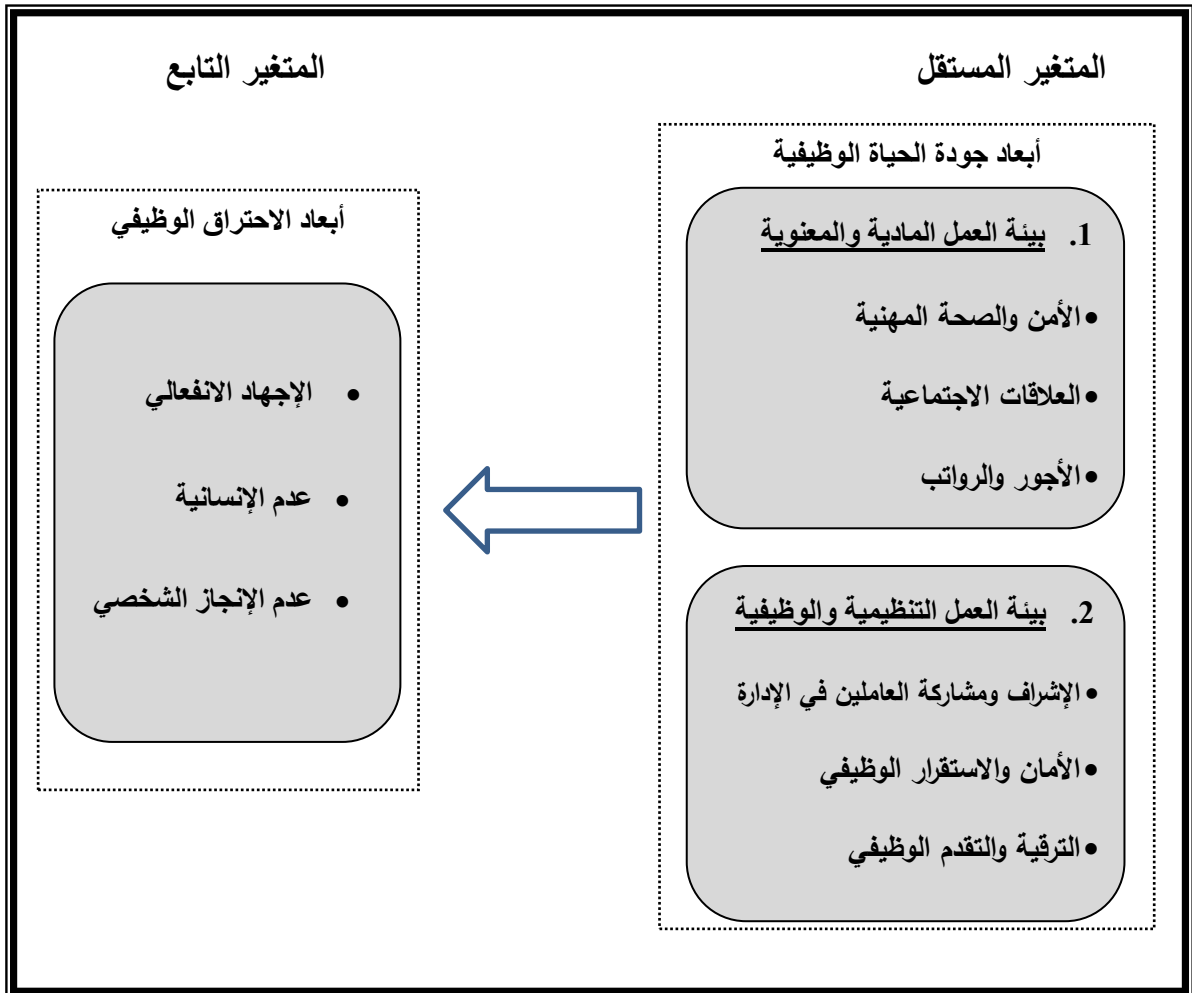 المتغير المستقل
المتغير التابع
أبعاد جودة الحياة الوظيفية
1. بيئة العمل المادية والمعنوية
• الأمن والصحة المهنية
• العلاقات الاجتماعية
• الأجور والرواتب
2. بيئة العمل التنظيمية والوظيفية
• الإشراف ومشاركة العاملين في الإدارة
• الأمان والاستقرار الوظيفي
• الترقية والتقدم الوظيفي
أبعاد الاحتراق الوظيفي
• الإجهاد الانفعالي
• عدم الإنسانية
• عدم الإنجاز الشخصي